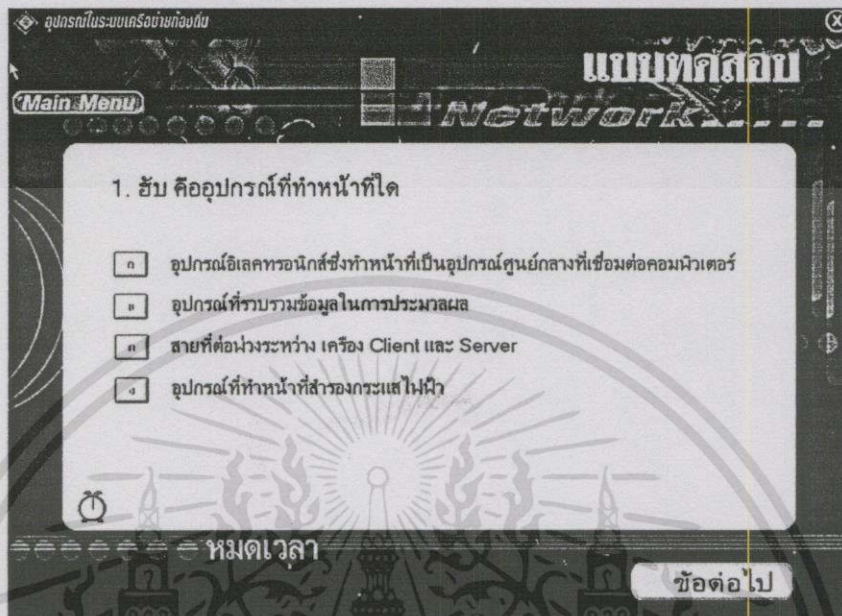 อุปกรณ์ในระบบเครือข่ายท้องถิ่น
แบบทดสอบ
Main Menu
Network
1. ฮับ คืออุปกรณ์ที่ทำหน้าที่ใด
ก อุปกรณ์อิเลคทรอนิกส์ซึ่งทำหน้าที่เป็นอุปกรณ์ศูนย์กลางที่เชื่อมต่อคอมพิวเตอร์
ข อุปกรณ์ที่รวบรวมข้อมูลในการประมวลผล
ค สายที่ต่อพ่วงระหว่าง เครื่อง Client และ Server
ง อุปกรณ์ที่ทำหน้าที่สำรองกระแสไฟฟ้า
หมดเวลา
ข้อต่อไป